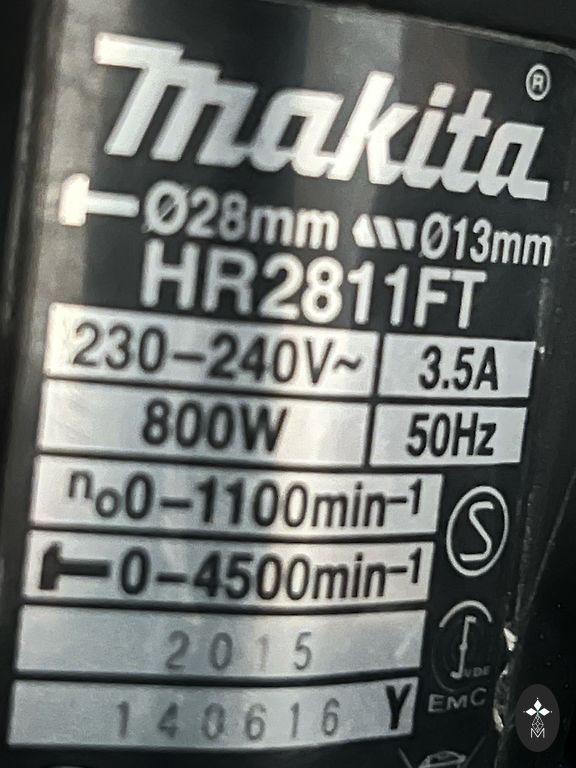 makita®
Ø28mm Ø13mm
HR2811FT
230–240V~ 3.5A
800W 50Hz
n₀0–1100min⁻¹
S
0–4500min⁻¹
2015
VDE
EMC
140616 Y
M